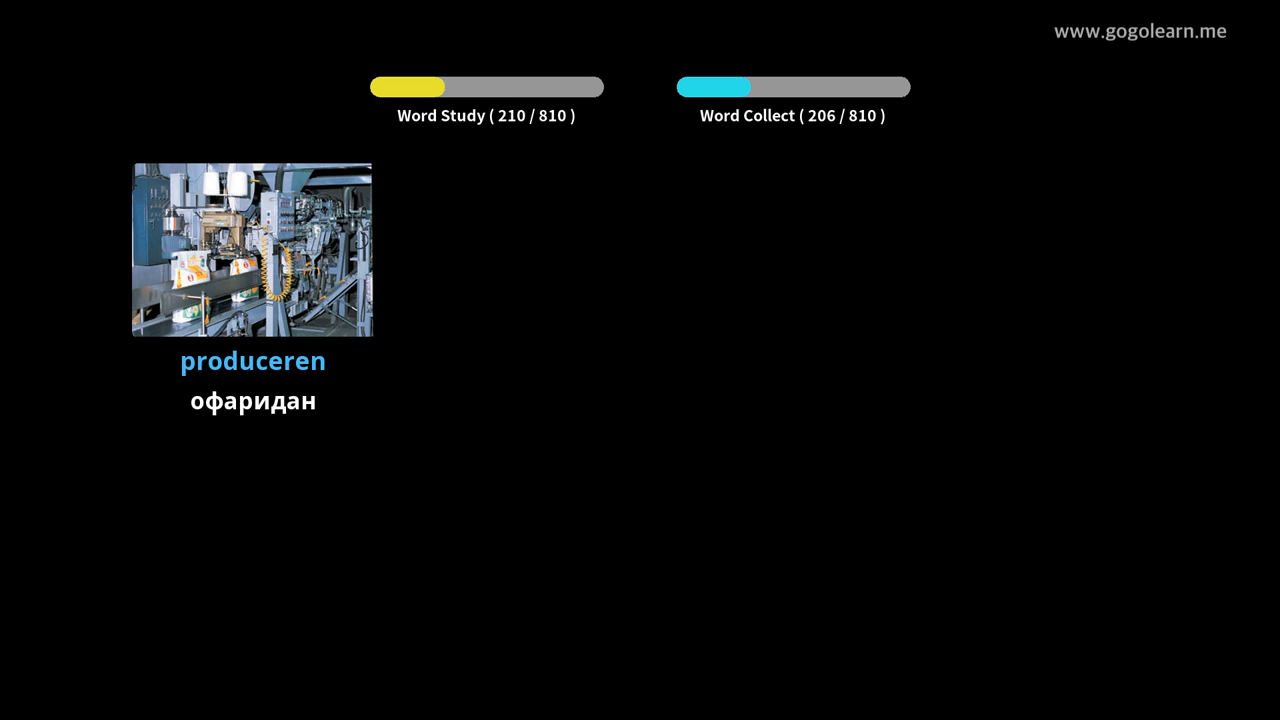 www.gogolearn.me
Word Study ( 210 / 810 )
Word Collect ( 206 / 810 )
produceren
офаридан